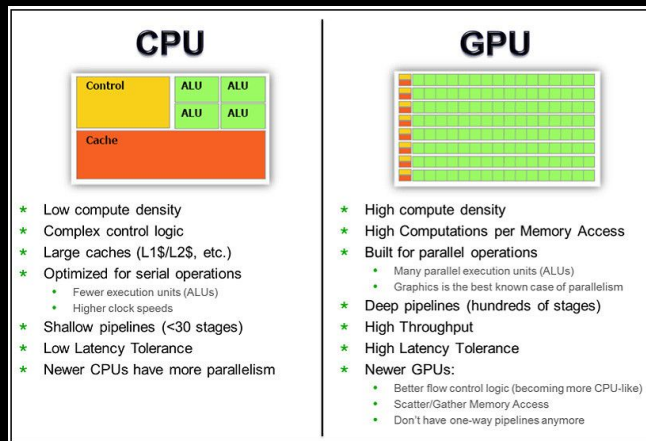 CPU
Control
ALU ALU
ALU ALU
Cache
* Low compute density
* Complex control logic
* Large caches (L1$/L2$, etc.)
* Optimized for serial operations
• Fewer execution units (ALUs)
• Higher clock speeds
* Shallow pipelines (<30 stages)
* Low Latency Tolerance
* Newer CPUs have more parallelism
GPU
* High compute density
* High Computations per Memory Access
* Built for parallel operations
• Many parallel execution units (ALUs)
• Graphics is the best known case of parallelism
* Deep pipelines (hundreds of stages)
* High Throughput
* High Latency Tolerance
* Newer GPUs:
• Better flow control logic (becoming more CPU-like)
• Scatter/Gather Memory Access
• Don't have one-way pipelines anymore